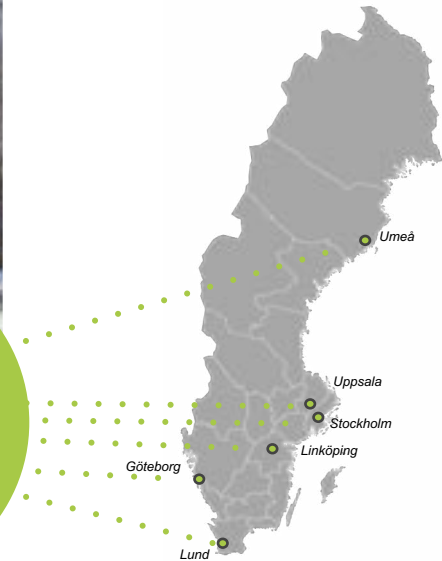 Umeå
Uppsala
Stockholm
Linköping
Göteborg
Lund